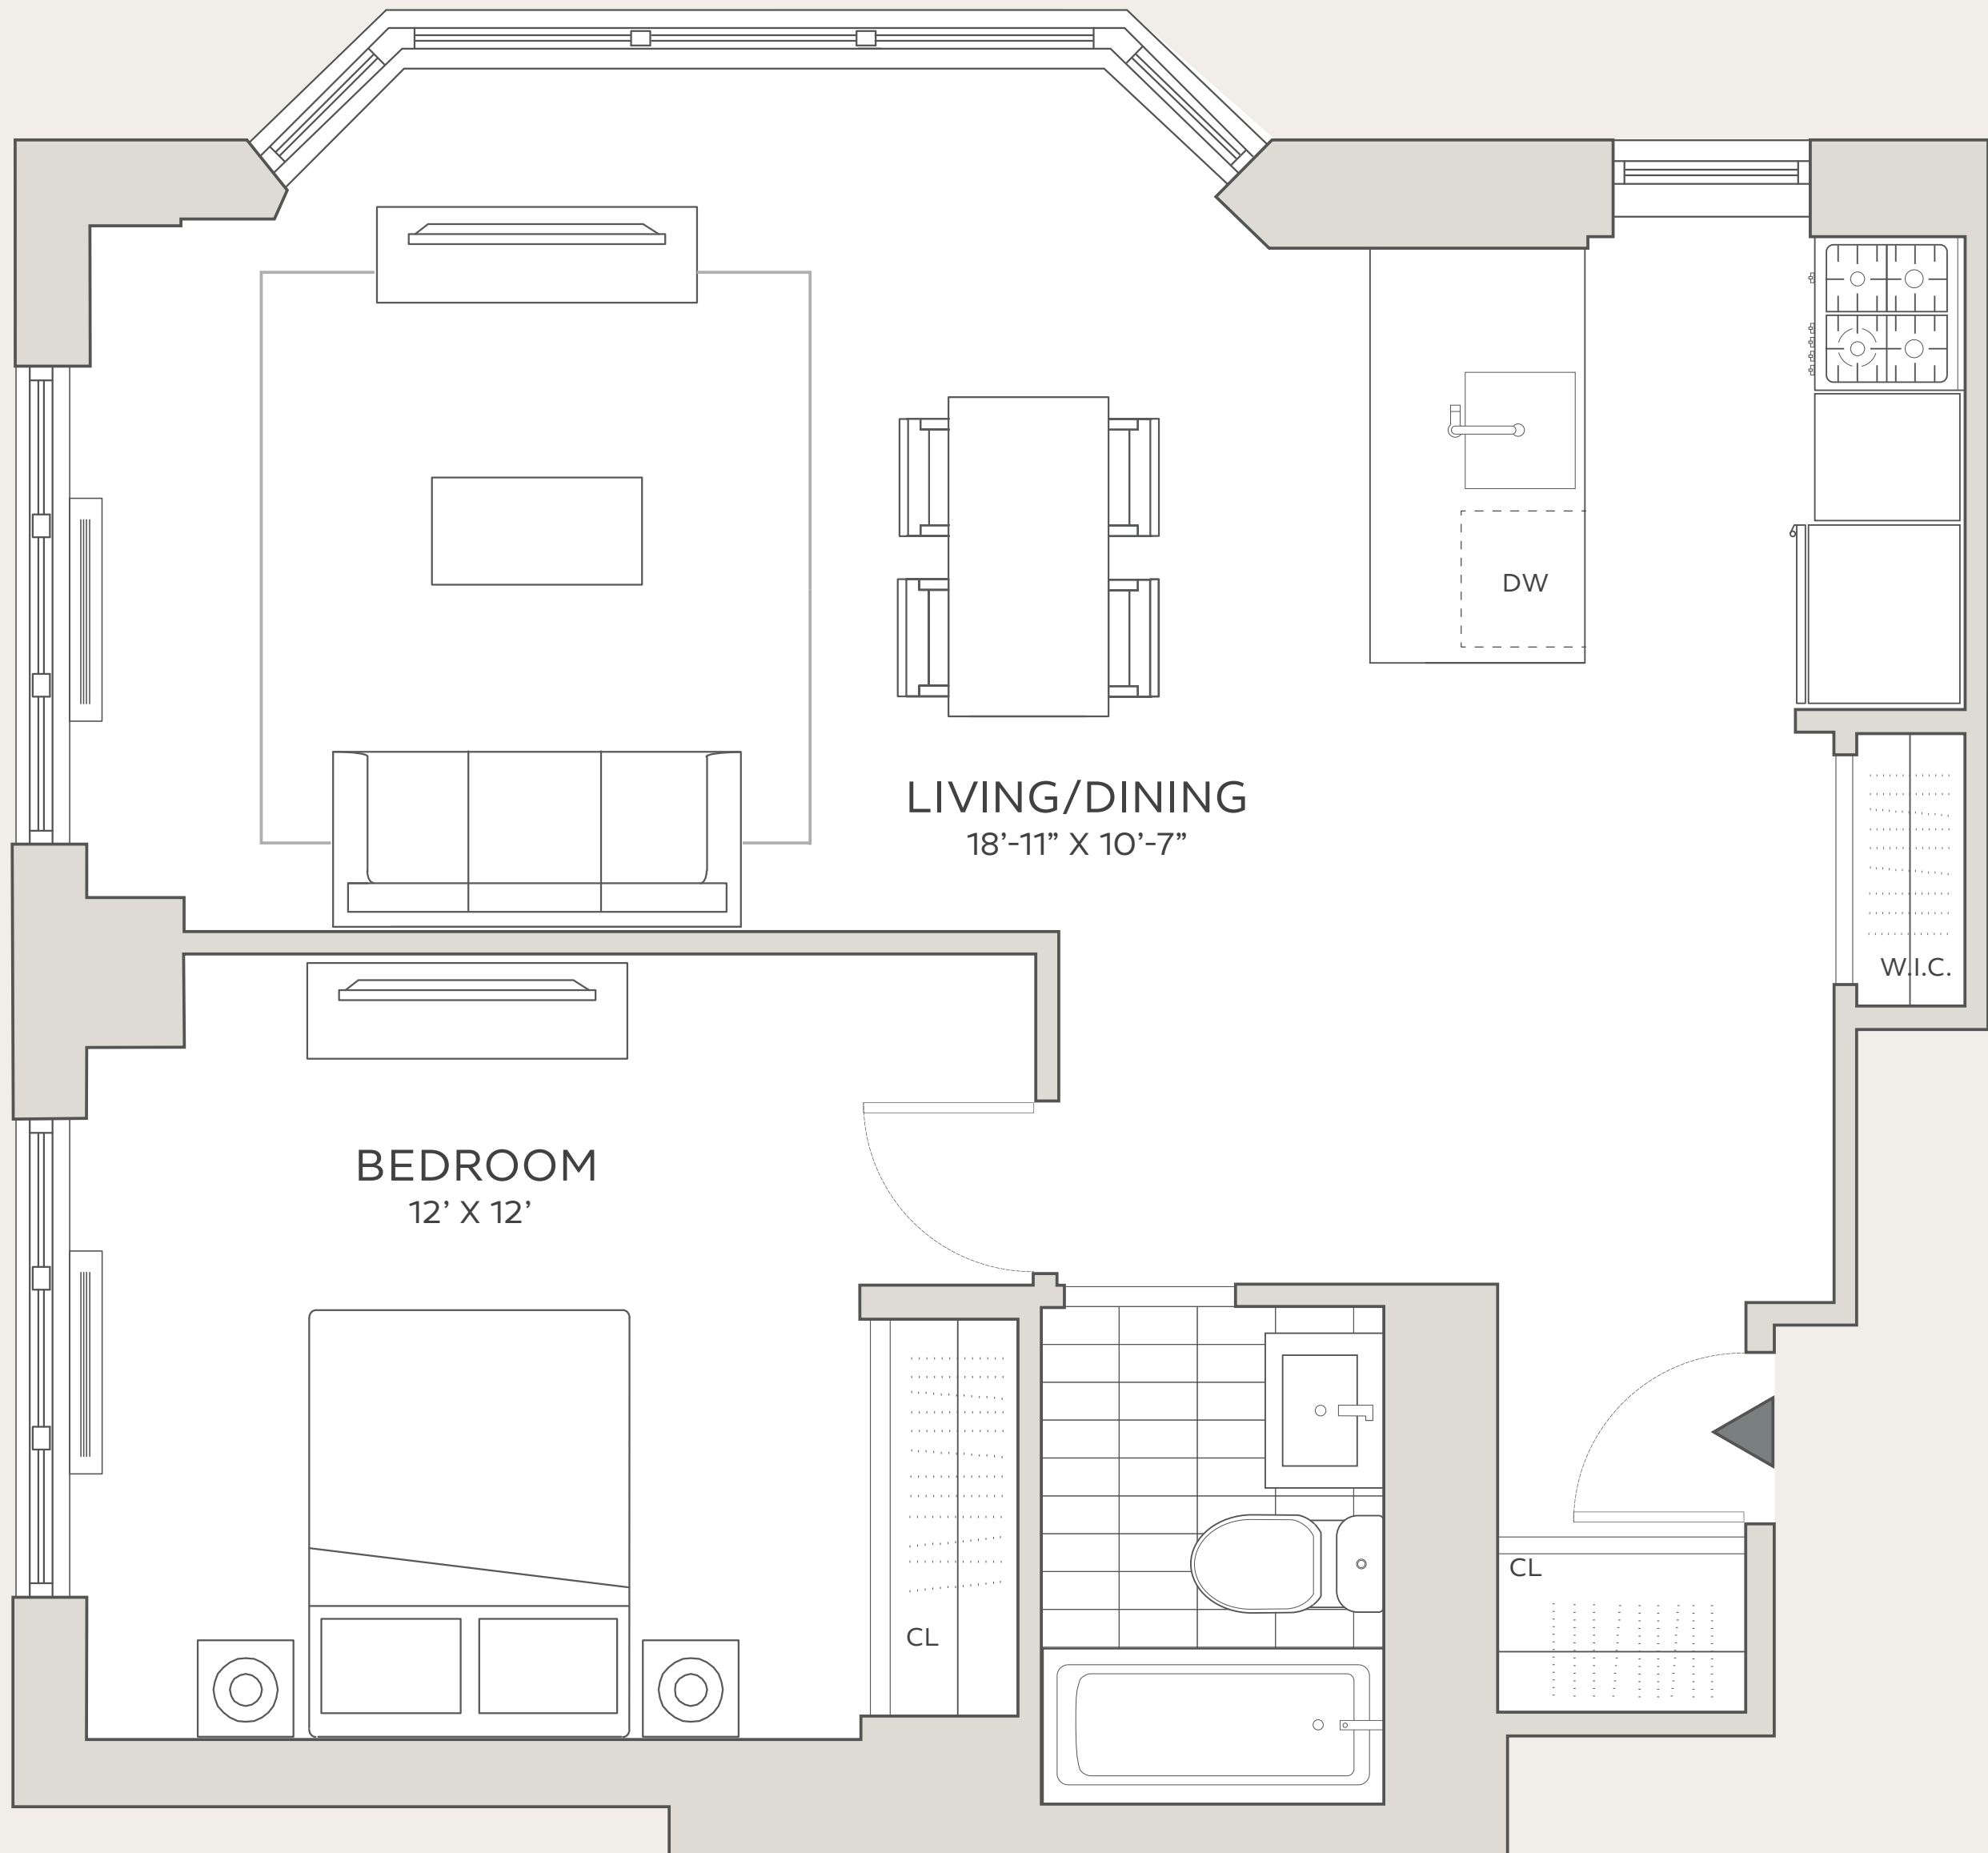 DW
LIVING/DINING
18’-11” X 10’-7”
W.I.C.
BEDROOM
12’ X 12’
CL
CL